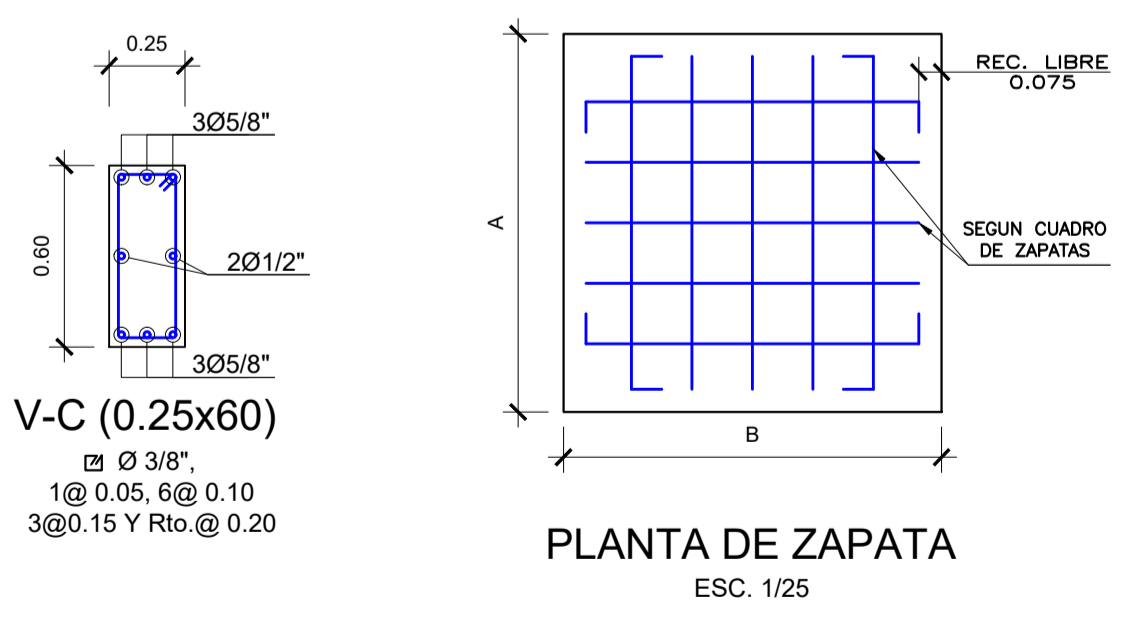 0.25
3Ø5/8"
0.60
2Ø1/2"
3Ø5/8"
V-C (0.25x60)
Ø 3/8",
1@ 0.05, 6@ 0.10
3@0.15 Y Rto.@ 0.20
REC. LIBRE
0.075
A
SEGUN CUADRO
DE ZAPATAS
B
PLANTA DE ZAPATA
ESC. 1/25